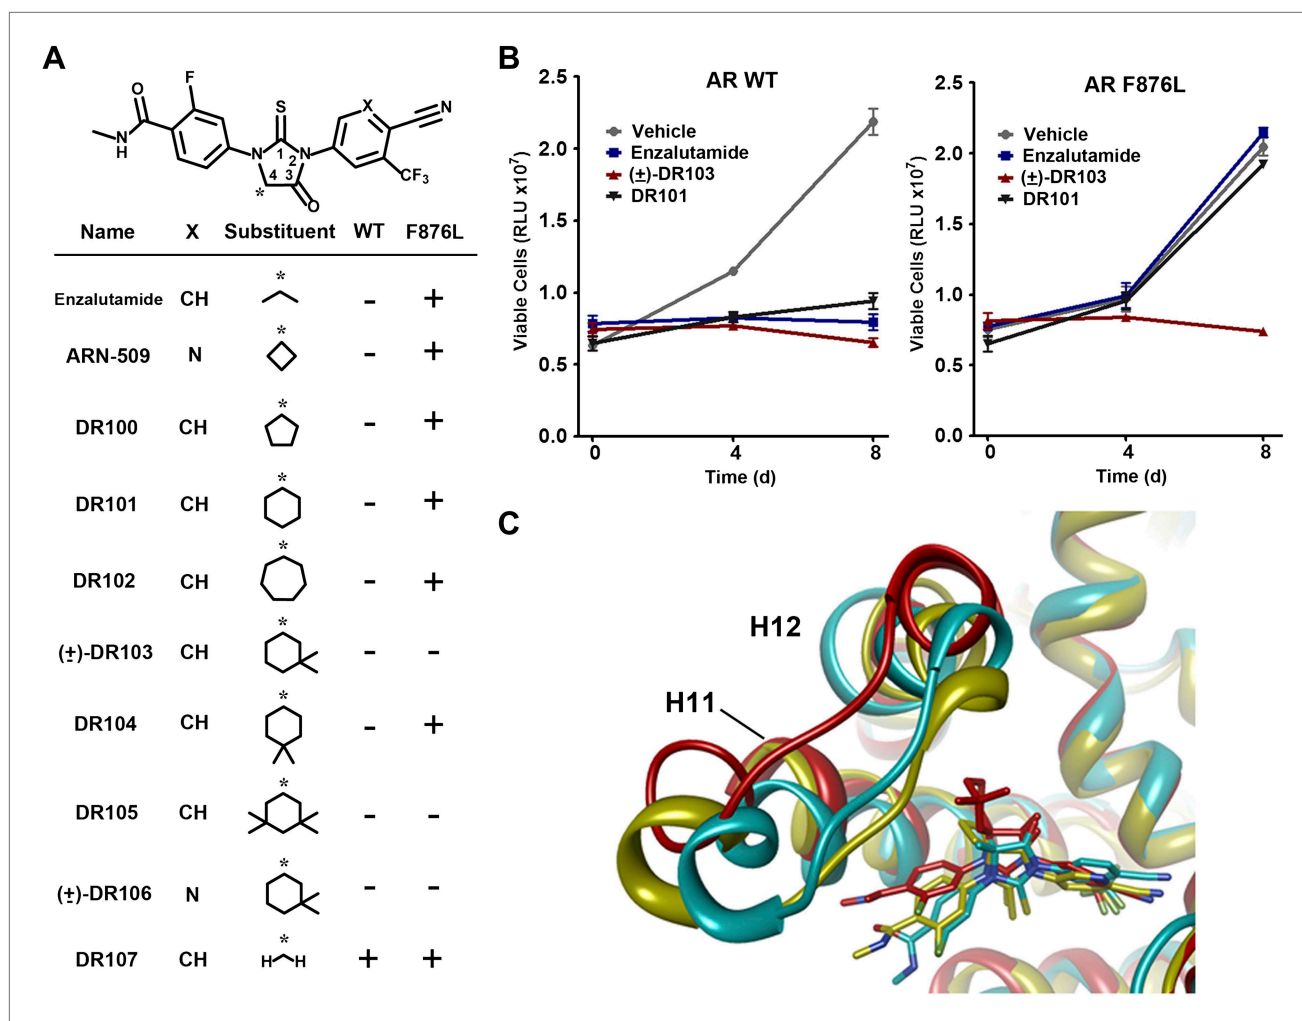 A
F
O
N
H
S
N
N
1
2
3
4
*
O
X
N
CF3
Name X Substituent WT F876L
*
Enzalutamide CH - +
*
ARN-509 N - +
*
DR100 CH - +
*
DR101 CH - +
*
DR102 CH - +
*
(±)-DR103 CH - -
*
DR104 CH - +
*
DR105 CH - -
*
(±)-DR106 N - -
*
DR107 CH H H + +
B
AR WT
Viable Cells (RLU x10⁷)
2.5
2.0
1.5
1.0
0.5
0.0
Vehicle
Enzalutamide
(±)-DR103
DR101
0 4 8
Time (d)
AR F876L
Viable Cells (RLU x10⁷)
2.5
2.0
1.5
1.0
0.5
0.0
Vehicle
Enzalutamide
(±)-DR103
DR101
0 4 8
Time (d)
C
H12
H11